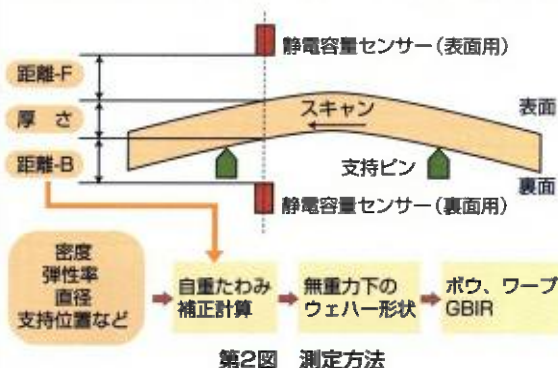 静電容量センサー(表面用)
距離-F
厚さ
距離-B
スキャン
表面
支持ピン
裏面
静電容量センサー(裏面用)
密度
弾性率
直径
支持位置など
自重たわみ
補正計算
無重力下の
ウェハー形状
ボウ、ワープ
GBIR
第2図 測定方法